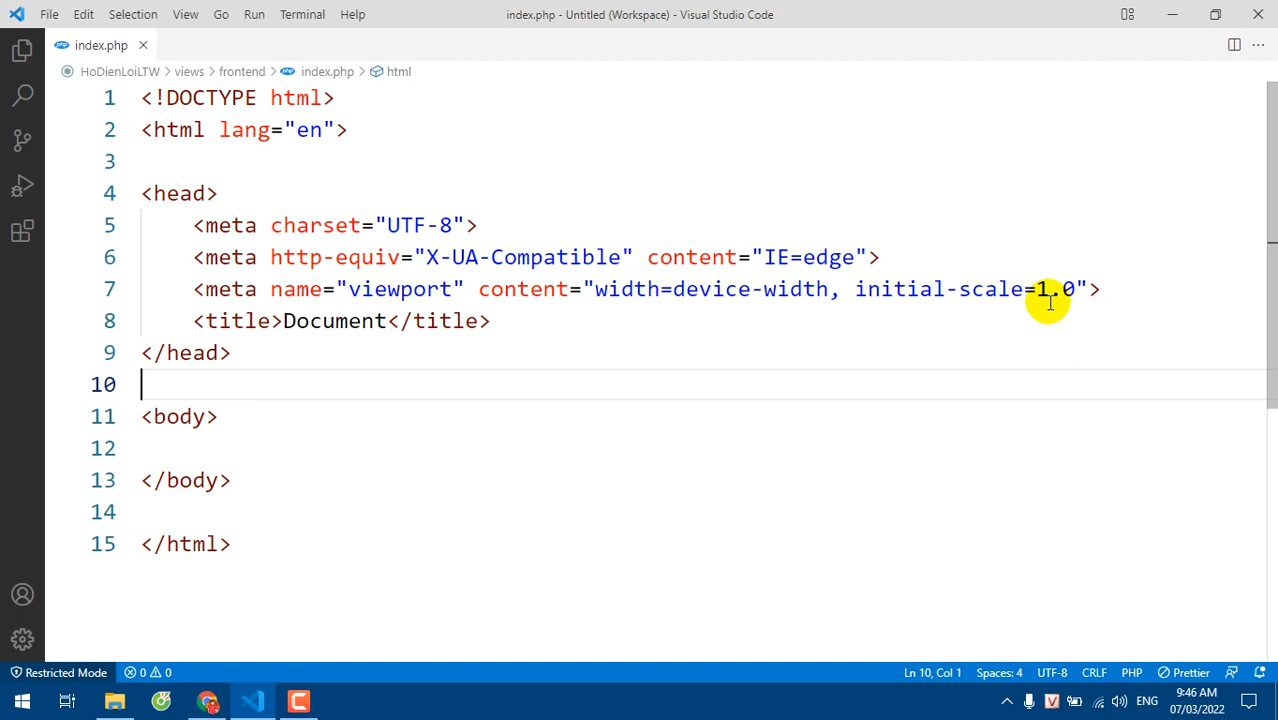 File Edit Selection View Go Run Terminal Help
index.php - Untitled (Workspace) - Visual Studio Code
php index.php
HoDienLoiLTW > views > frontend > php index.php > html
1 <!DOCTYPE html>
2 <html lang="en">
3
4 <head>
5 <meta charset="UTF-8">
6 <meta http-equiv="X-UA-Compatible" content="IE=edge">
7 <meta name="viewport" content="width=device-width, initial-scale=1.0">
8 <title>Document</title>
9 </head>
10
11 <body>
12
13 </body>
14
15 </html>
Restricted Mode 0 0 Ln 10, Col 1 Spaces: 4 UTF-8 CRLF PHP Prettier
V ENG
9:46 AM
07/03/2022